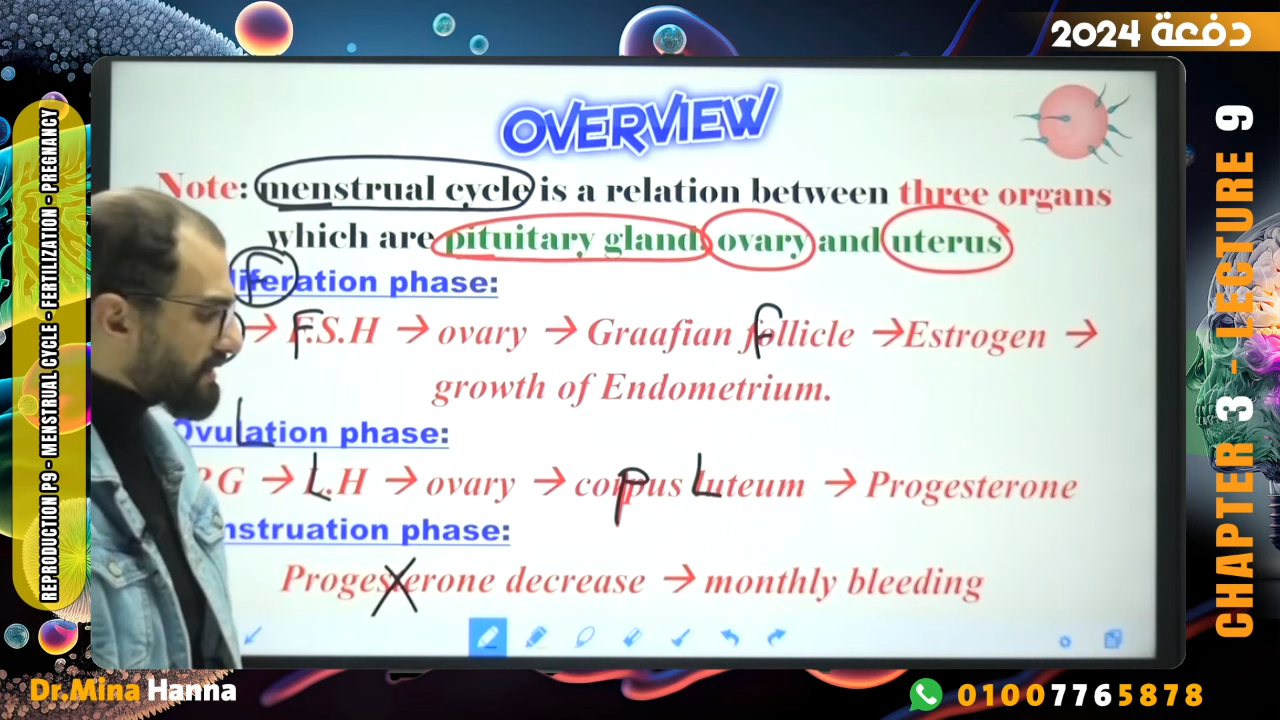 دفعة 2024
OVERVIEW
Note: menstrual cycle is a relation between three organs
which are pituitary gland, ovary and uterus
liferation phase:
F
→ F.S.H → ovary → Graafian follicle → Estrogen →
F
f
growth of Endometrium.
Ovulation phase:
L
P G → L.H → ovary → corpus luteum → Progesterone
L
P
L
nstruation phase:
Progesterone decrease → monthly bleeding
X
REPRODUCTION P9 - MENSTRUAL CYCLE - FERTILIZATION - PREGNANCY
CHAPTER 3 - LECTURE 9
Dr.Mina Hanna
01007765878